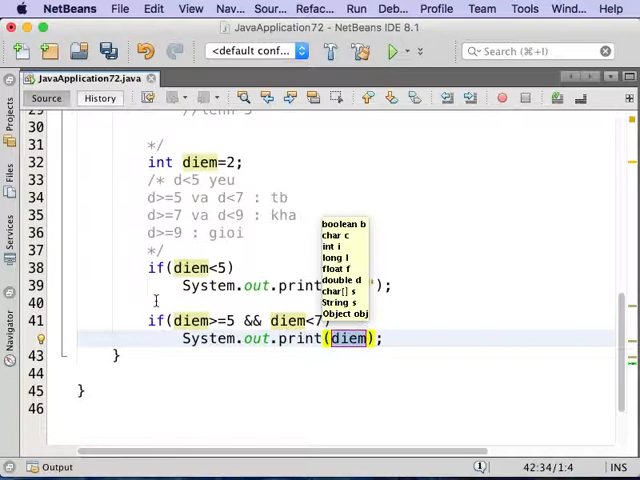 NetBeans File Edit View Nav... Sour... Refac... Run Deb... Profile Team Tools Wind... Help
JavaApplication72 - NetBeans IDE 8.1
<default conf...
Search (⌘+I)
JavaApplication72.java
Source History
Projects
Files
Services
Navigator
30
31 */
32 int diem=2;
33 /* d<5 yeu
34 d>=5 va d<7 : tb
35 d>=7 va d<9 : kha
36 d>=9 : gioi
37 */
38 if(diem<5)
39 System.out.print ");
40
41 if(diem>=5 && diem<7)
System.out.print(diem);
43 }
44
45 }
46
boolean b
char c
int i
long l
float f
double d
char[] s
String s
Object obj
Output
42:34/1:4
INS